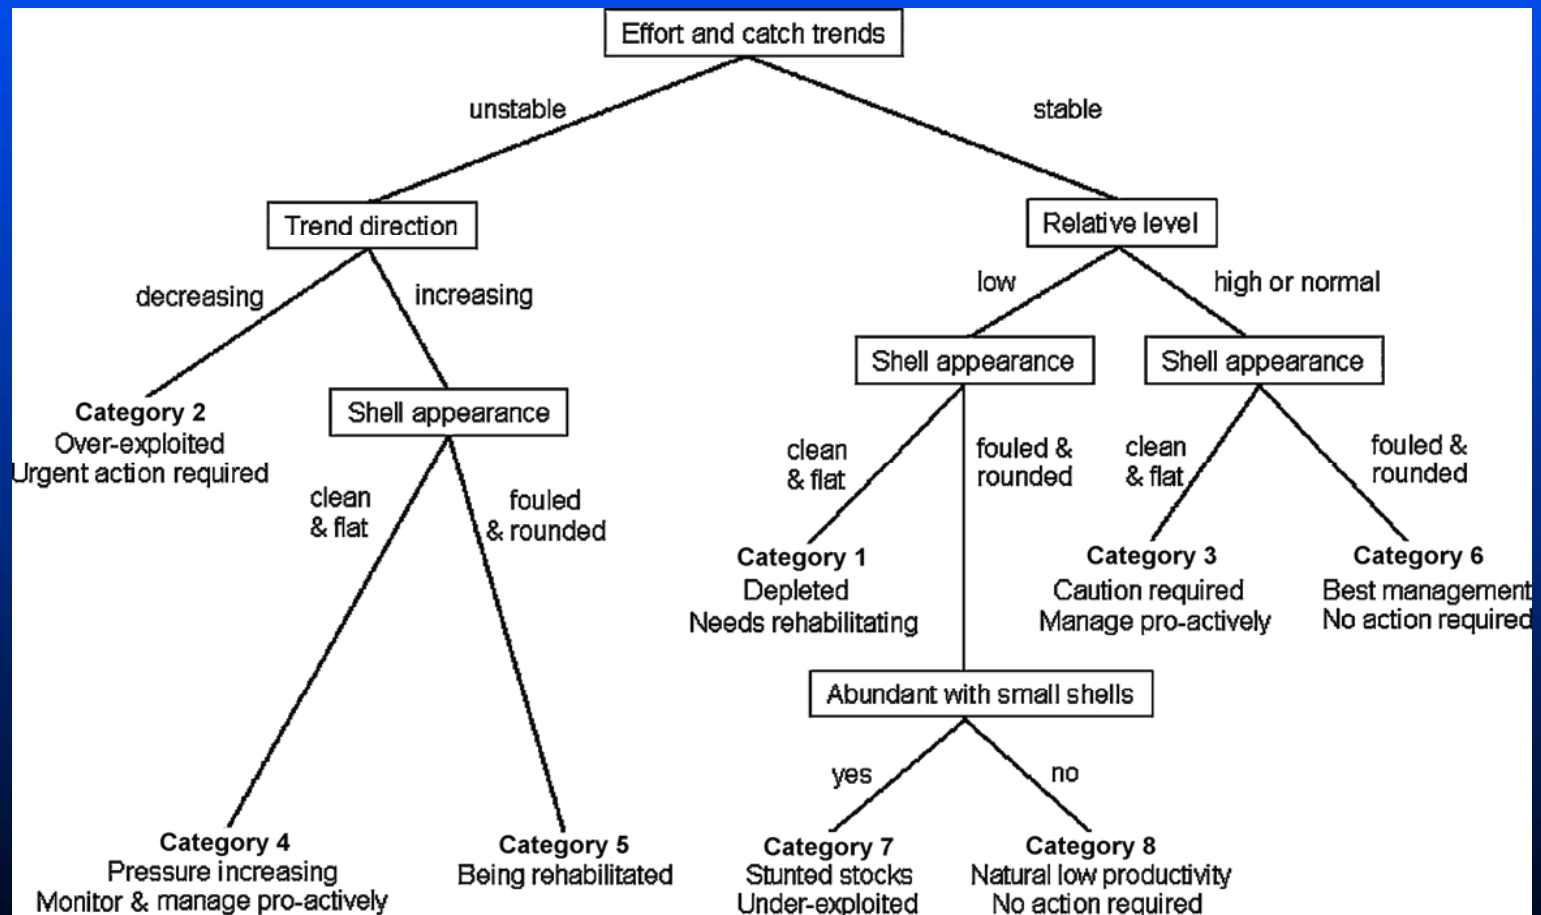 Effort and catch trends
unstable
stable
Trend direction
Relative level
decreasing
increasing
low
high or normal
Shell appearance
Shell appearance
Category 2
Over-exploited
Urgent action required
Shell appearance
clean
& flat
fouled &
rounded
clean
& flat
fouled &
rounded
clean
& flat
fouled
& rounded
Category 1
Depleted
Needs rehabilitating
Category 3
Caution required
Manage pro-actively
Category 6
Best management
No action required
Abundant with small shells
yes
no
Category 4
Pressure increasing
Monitor & manage pro-actively
Category 5
Being rehabilitated
Category 7
Stunted stocks
Under-exploited
Category 8
Natural low productivity
No action required